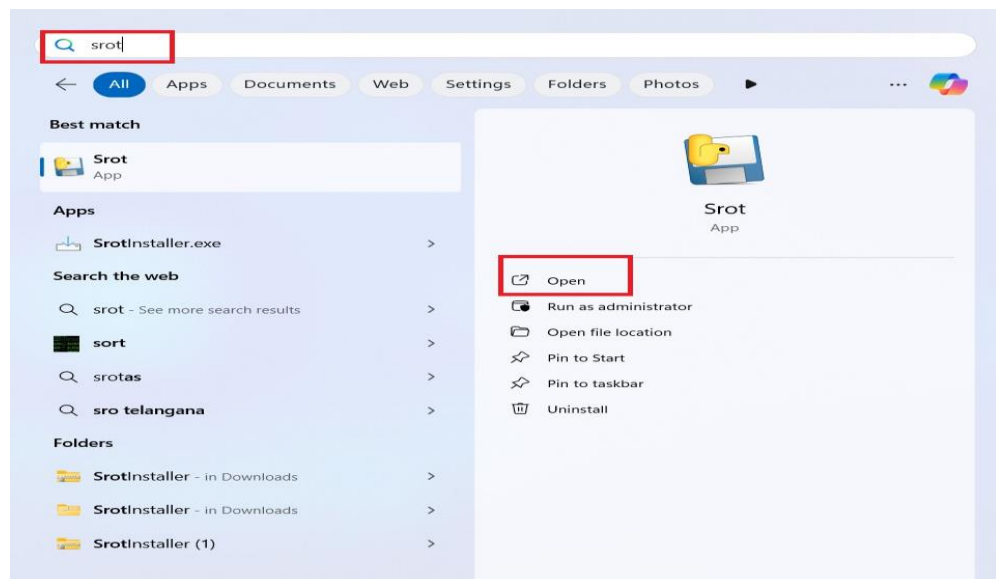 srot
All Apps Documents Web Settings Folders Photos ...
Best match
Srot
App
Apps
SrotInstaller.exe
Search the web
srot - See more search results
sort
srotas
sro telangana
Folders
SrotInstaller - in Downloads
SrotInstaller - in Downloads
SrotInstaller (1)
Srot
App
Open
Run as administrator
Open file location
Pin to Start
Pin to taskbar
Uninstall